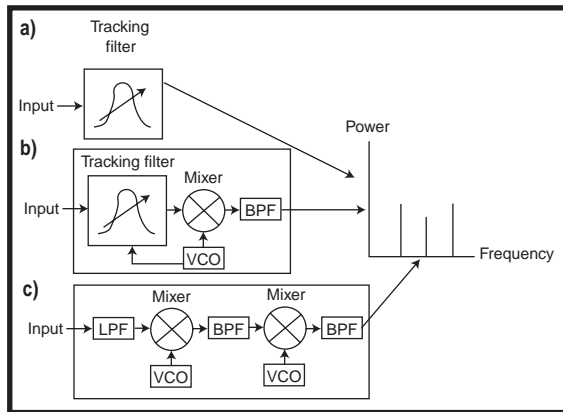 a)
Tracking
filter
Input
Power
b)
Tracking filter
Mixer
Input
BPF
VCO
Frequency
c)
Mixer
Mixer
Input
LPF
BPF
BPF
VCO
VCO